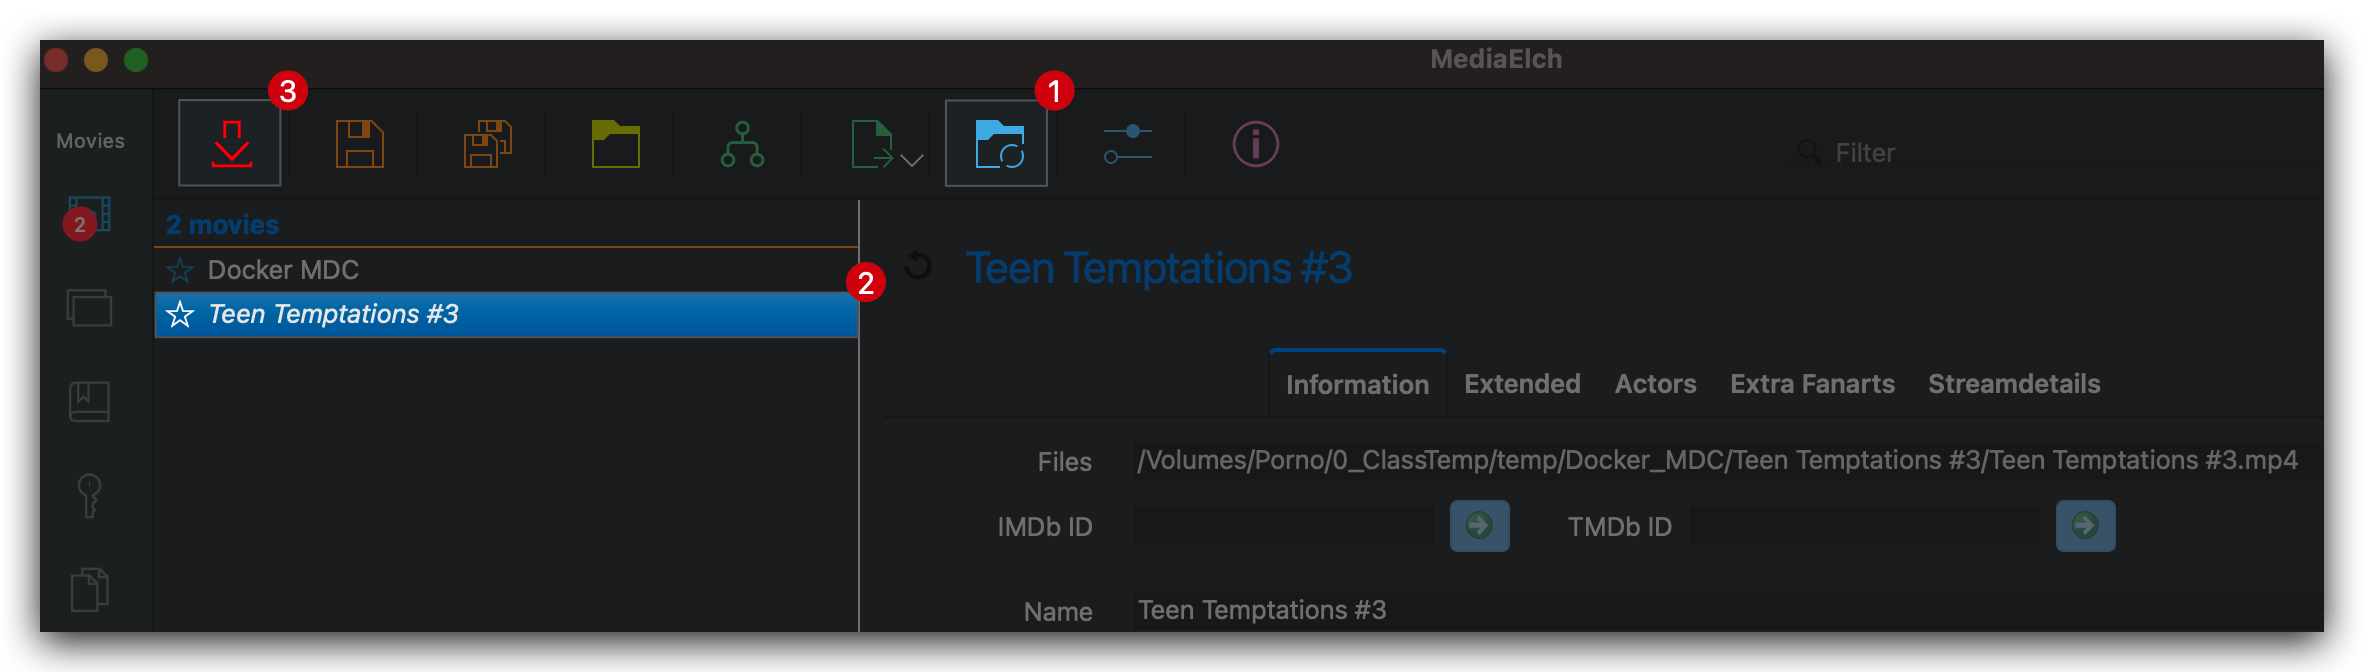 MediaElch
3
1
Movies
Filter
2
2 movies
Docker MDC
2
Teen Temptations #3
Teen Temptations #3
Information Extended Actors Extra Fanarts Streamdetails
Files /Volumes/Porno/0_ClassTemp/temp/Docker_MDC/Teen Temptations #3/Teen Temptations #3.mp4
IMDb ID TMDb ID
Name Teen Temptations #3